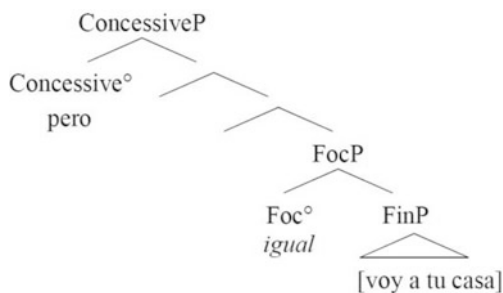 ConcessiveP
Concessive°
pero
FocP
Foc° FinP
igual
[voy a tu casa]